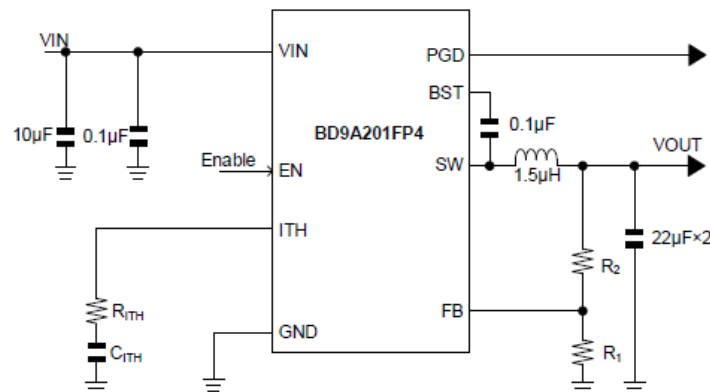 VIN
10µF
0.1µF
Enable
VIN
EN
ITH
GND
BD9A201FP4
PGD
BST
SW
FB
0.1µF
1.5µH
VOUT
22µF×2
R2
R1
RITH
CITH